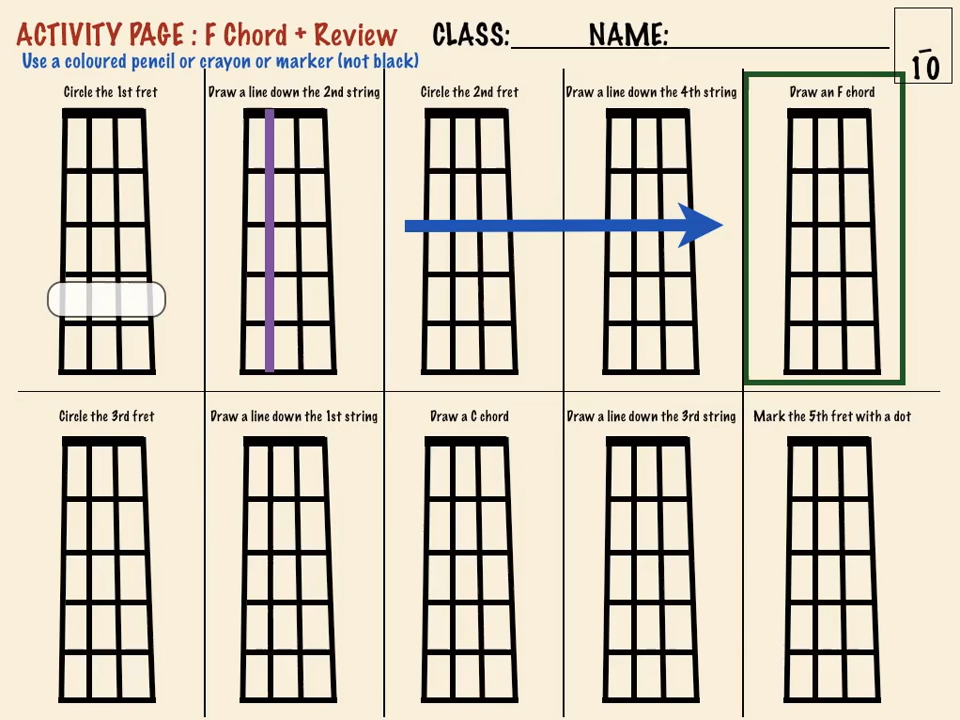 ACTIVITY PAGE : F Chord + Review CLASS: NAME:
Use a coloured pencil or crayon or marker (not black)
10
Circle the 1st fret
Draw a line down the 2nd string
Circle the 2nd fret
Draw a line down the 4th string
Draw an F chord
Circle the 3rd fret
Draw a line down the 1st string
Draw a C chord
Draw a line down the 3rd string
Mark the 5th fret with a dot